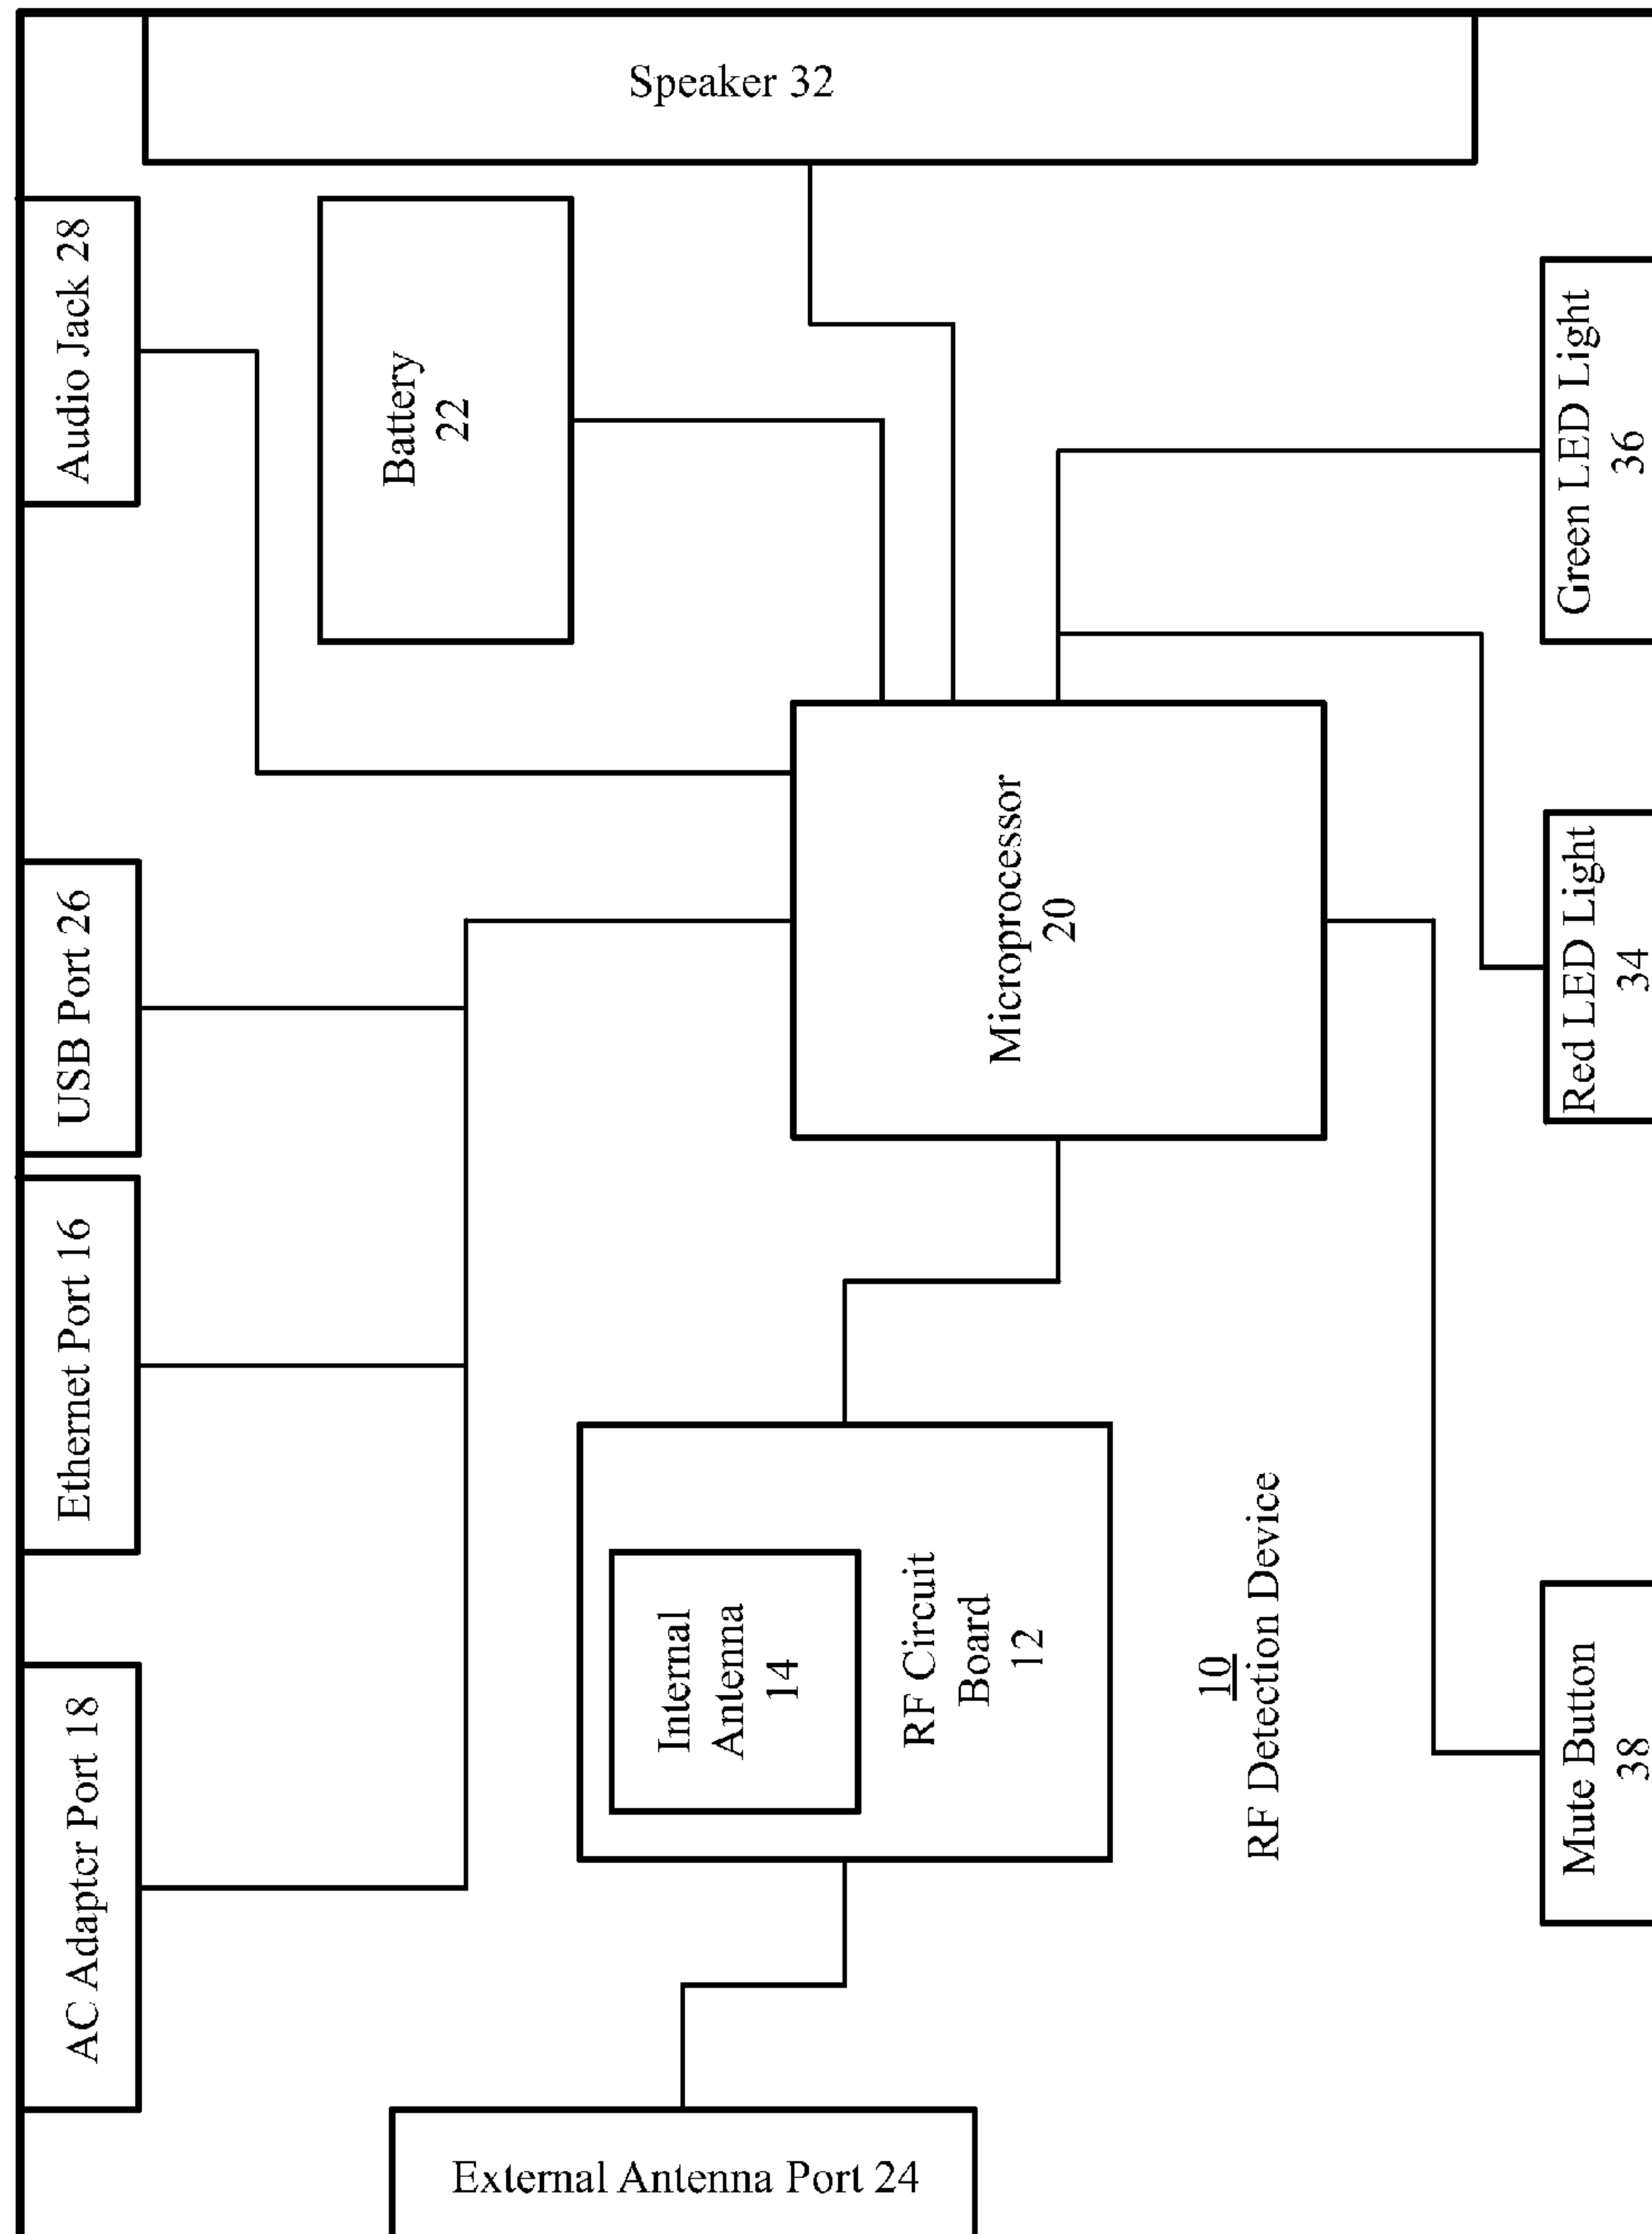 Speaker 32
Audio Jack 28
Battery
22
USB Port 26
Ethernet Port 16
AC Adapter Port 18
Microprocessor
20
Green LED Light
36
Red LED Light
34
Internal
Antenna
14
RF Circuit
Board
12
10
RF Detection Device
Mute Button
38
External Antenna Port 24